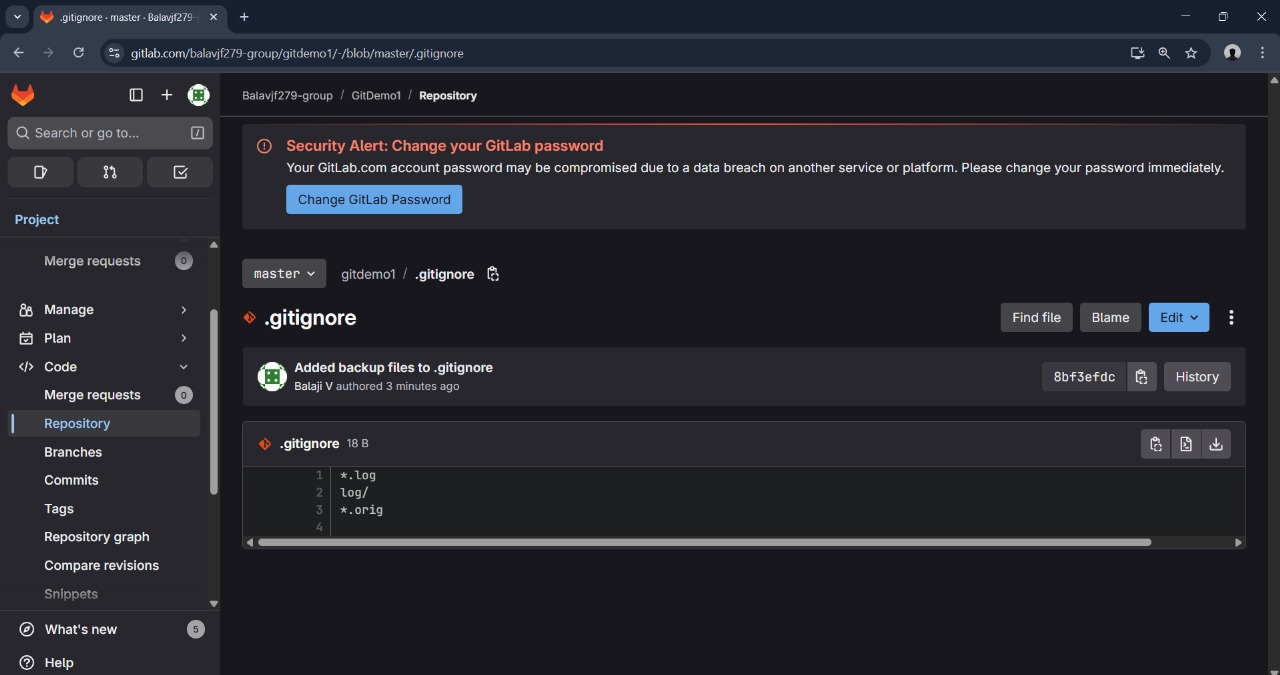 .gitignore · master · Balavjf279-
gitlab.com/balavjf279-group/gitdemo1/-/blob/master/.gitignore
Search or go to... /
Project
Merge requests 0
Manage
Plan
Code
Merge requests 0
Repository
Branches
Commits
Tags
Repository graph
Compare revisions
Snippets
What's new 5
Help
Balavjf279-group / GitDemo1 / Repository
Security Alert: Change your GitLab password
Your GitLab.com account password may be compromised due to a data breach on another service or platform. Please change your password immediately.
Change GitLab Password
master gitdemo1 / .gitignore
.gitignore
Find file Blame Edit
Added backup files to .gitignore
Balaji V authored 3 minutes ago
8bf3efdc History
.gitignore 18 B
1 *.log
2 log/
3 *.orig
4